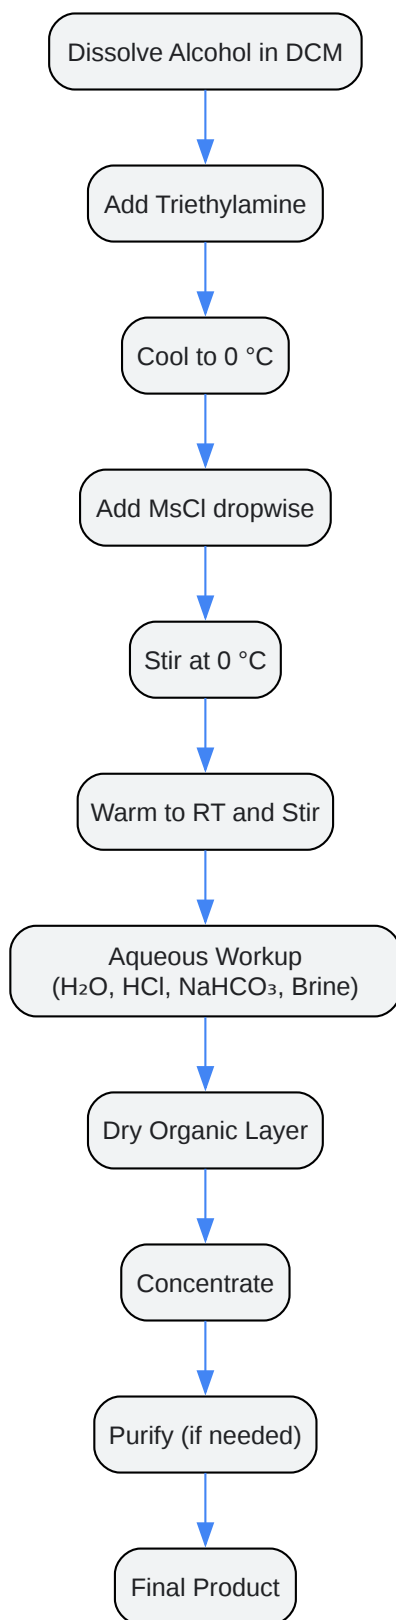 Dissolve Alcohol in DCM
Add Triethylamine
Cool to 0 °C
Add MsCl dropwise
Stir at 0 °C
Warm to RT and Stir
Aqueous Workup
(H₂O, HCl, NaHCO₃, Brine)
Dry Organic Layer
Concentrate
Purify (if needed)
Final Product